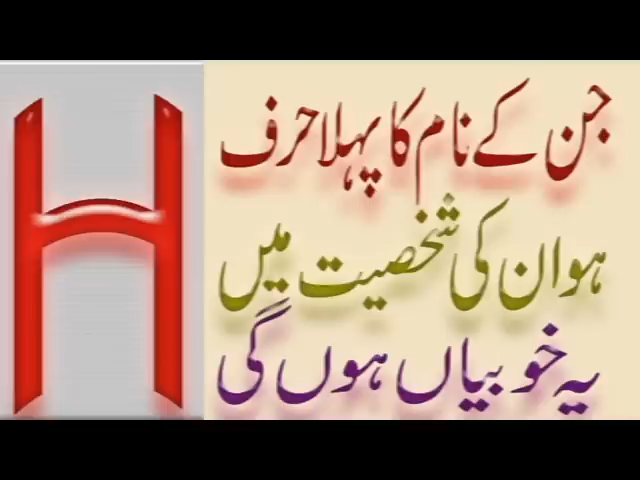 H
جن کے نام کا پہلا حرف
ہو ان کی شخصیت میں
یہ خوبیاں ہوں گی